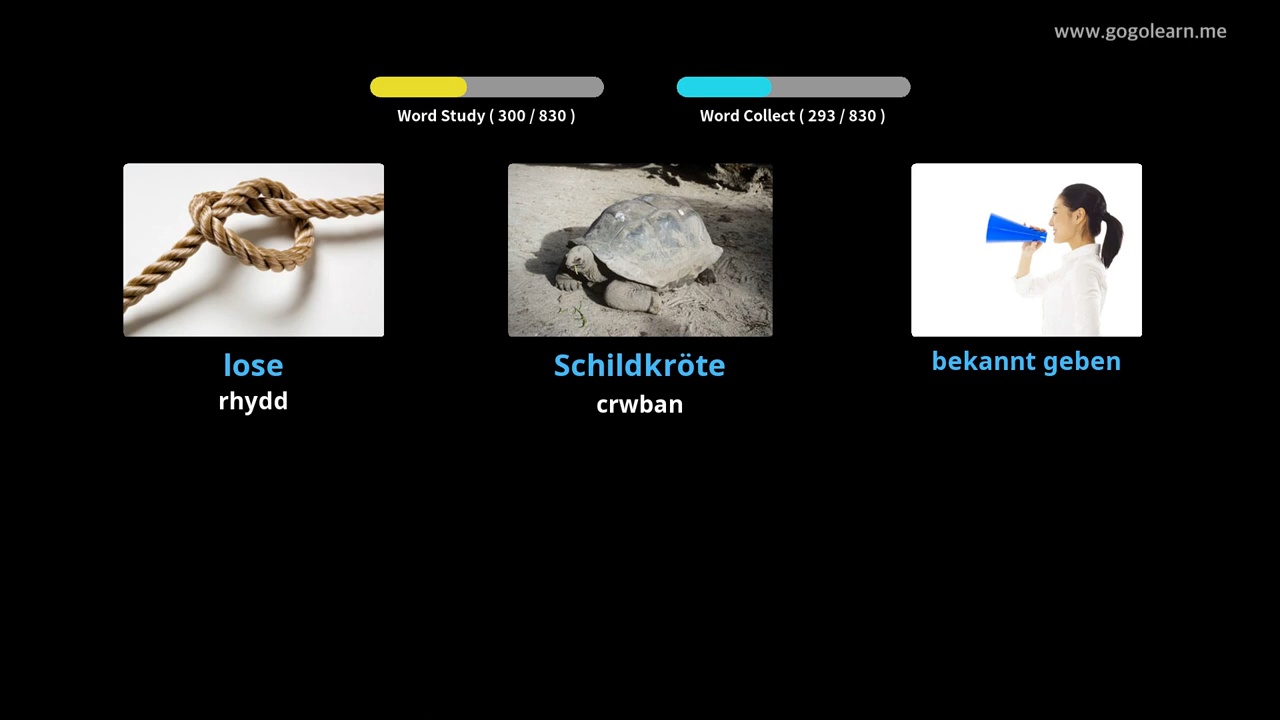 www.gogolearn.me
Word Study ( 300 / 830 )
Word Collect ( 293 / 830 )
lose
rhydd
Schildkröte
crwban
bekannt geben